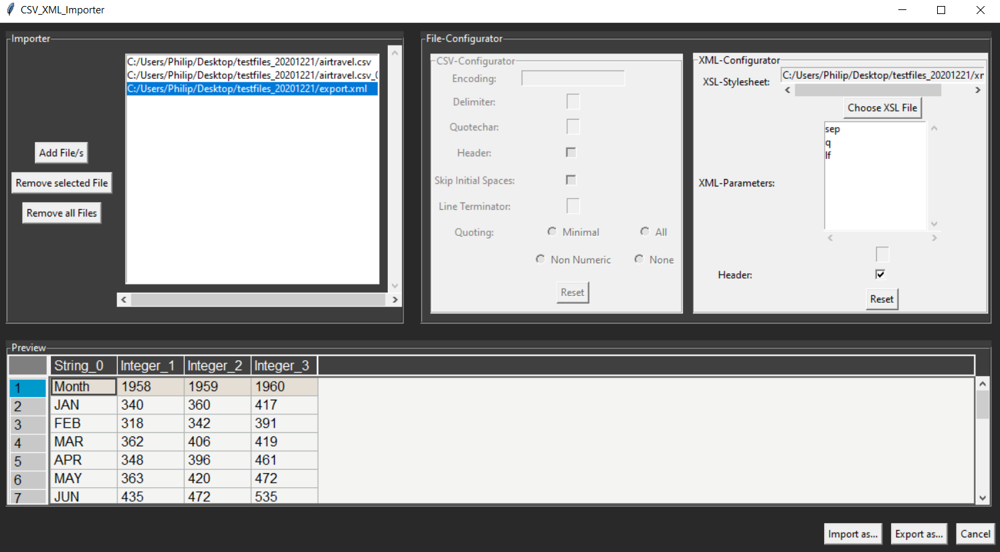 CSV_XML_Importer
Importer
C:/Users/Philip/Desktop/testfiles_20201221/airtravel.csv
C:/Users/Philip/Desktop/testfiles_20201221/airtravel.csv_
C:/Users/Philip/Desktop/testfiles_20201221/export.xml
Add File/s
Remove selected File
Remove all Files
File-Configurator
CSV-Configurator
Encoding:
Delimiter:
Quotechar:
Header:
Skip Initial Spaces:
Line Terminator:
Quoting: Minimal All
Non Numeric None
Reset
XML-Configurator
XSL-Stylesheet: C:/Users/Philip/Desktop/testfiles_20201221/
Choose XSL File
XML-Parameters:
sep
q
lf
Header:
Reset
Preview
String_0 Integer_1 Integer_2 Integer_3
1 Month 1958 1959 1960
2 JAN 340 360 417
3 FEB 318 342 391
4 MAR 362 406 419
5 APR 348 396 461
6 MAY 363 420 472
7 JUN 435 472 535
Import as... Export as... Cancel